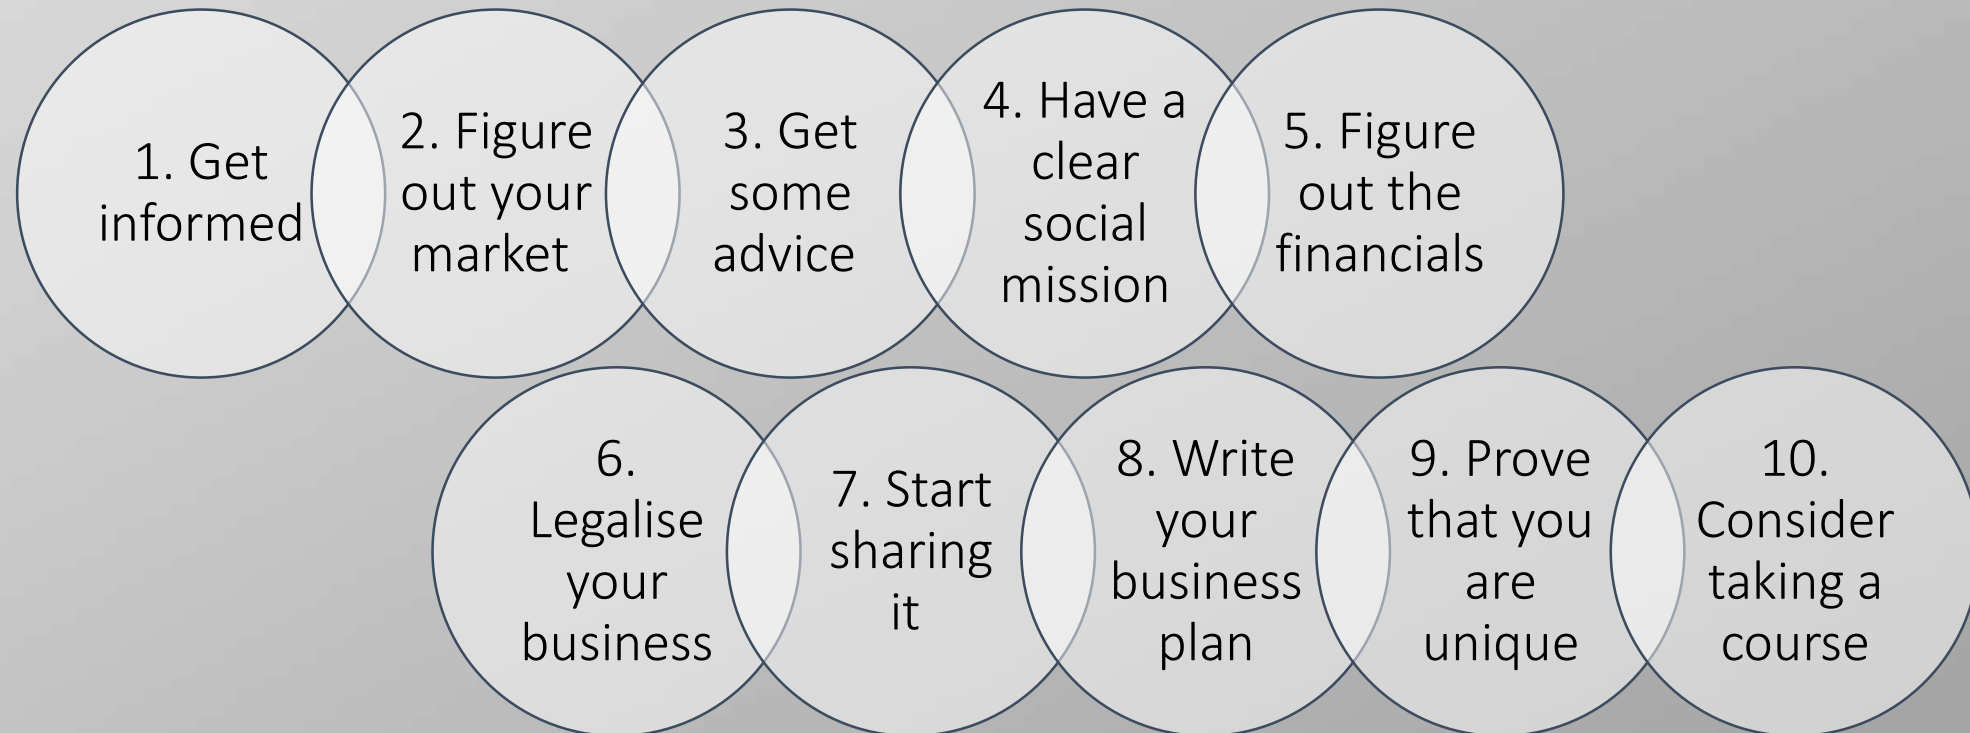 1. Get
informed
2. Figure
out your
market
3. Get
some
advice
4. Have a
clear
social
mission
5. Figure
out the
financials
6.
Legalise
your
business
7. Start
sharing
it
8. Write
your
business
plan
9. Prove
that you
are
unique
10.
Consider
taking a
course